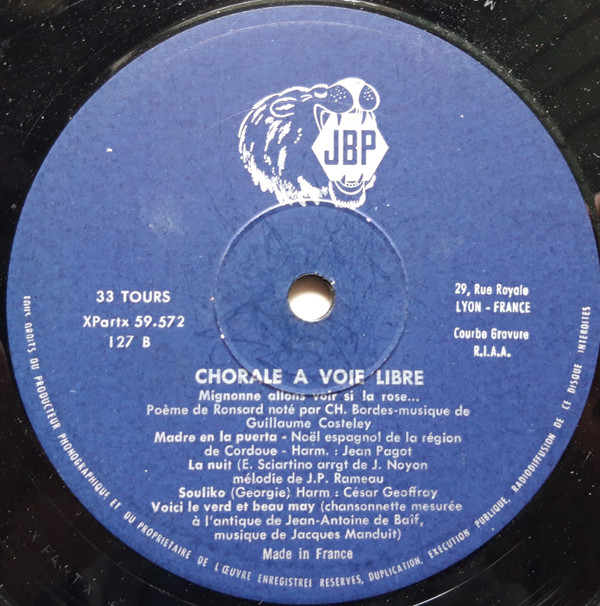 JBP
33 TOURS
XPartx 59.572
127 B
29, Rue Royale
LYON - FRANCE
Courbe Gravure
R.I.A.A.
CHORALE A VOIE LIBRE
Mignonne allons voir si la rose...
Poème de Ronsard noté par CH. Bordes-musique de
Guillaume Costeley
Madre en la puerta - Noël espagnol de la région
de Cordoue - Harm. : Jean Pagot
La nuit (E. Sciartino arrgt de J. Noyon
mélodie de J.P. Rameau
Souliko (Georgie) Harm : César Geoffray
Voici le verd et beau may (chansonnette mesurée
à l'antique de Jean-Antoine de Baïf,
musique de Jacques Manduit)
Made in France
TOUS DROITS DU PRODUCTEUR PHONOGRAPHIQUE ET DU PROPRIETAIRE DE L'ŒUVRE ENREGISTREE RESERVES, DUPLICATION, EXECUTION PUBLIQUE, RADIODIFFUSION DE CE DISQUE INTERDITES